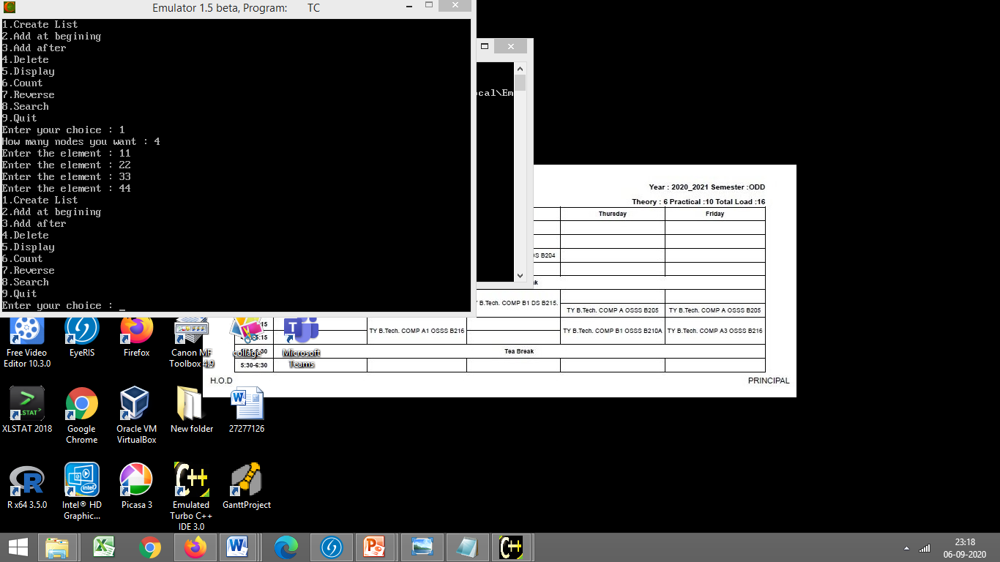 Emulator 1.5 beta, Program: TC
1.Create List
2.Add at begining
3.Add after
4.Delete
5.Display
6.Count
7.Reverse
8.Search
9.Quit
Enter your choice : 1
How many nodes you want : 4
Enter the element : 11
Enter the element : 22
Enter the element : 33
Enter the element : 44
1.Create List
2.Add at begining
3.Add after
4.Delete
5.Display
6.Count
7.Reverse
8.Search
9.Quit
Enter your choice : _
ocal\Em
Year : 2020_2021 Semester :ODD
Theory : 6 Practical :10 Total Load :16
Thursday Friday
DS B204
B.Tech. COMP B1 DS B215.
TY B.Tech. COMP A OSSS B205 TY B.Tech. COMP A OSSS B205
TY B.Tech. COMP A1 OSSS B216 TY B.Tech. COMP B1 OSSS B210A TY B.Tech. COMP A3 OSSS B216
Tea Break
5:30-6:30
H.O.D PRINCIPAL
Free Video Editor 10.3.0
EyeRIS
Firefox
Canon MF Toolbox 4.9
collage
Microsoft Teams
XLSTAT 2018
Google Chrome
Oracle VM VirtualBox
New folder
27277126
R x64 3.5.0
Intel® HD Graphic...
Picasa 3
Emulated Turbo C++ IDE 3.0
GanttProject
23:18
06-09-2020